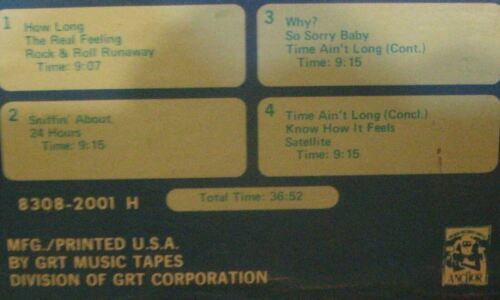 1
How Long
The Real Feeling
Rock & Roll Runaway
Time: 9:07
2
Sniffin' About
24 Hours
Time: 9:15
3
Why?
So Sorry Baby
Time Ain't Long (Cont.)
Time: 9:15
4
Time Ain't Long (Concl.)
Know How It Feels
Satellite
Time: 9:15
8308-2001 H
Total Time: 36:52
MFG./PRINTED U.S.A.
BY GRT MUSIC TAPES
DIVISION OF GRT CORPORATION
ANCHOR